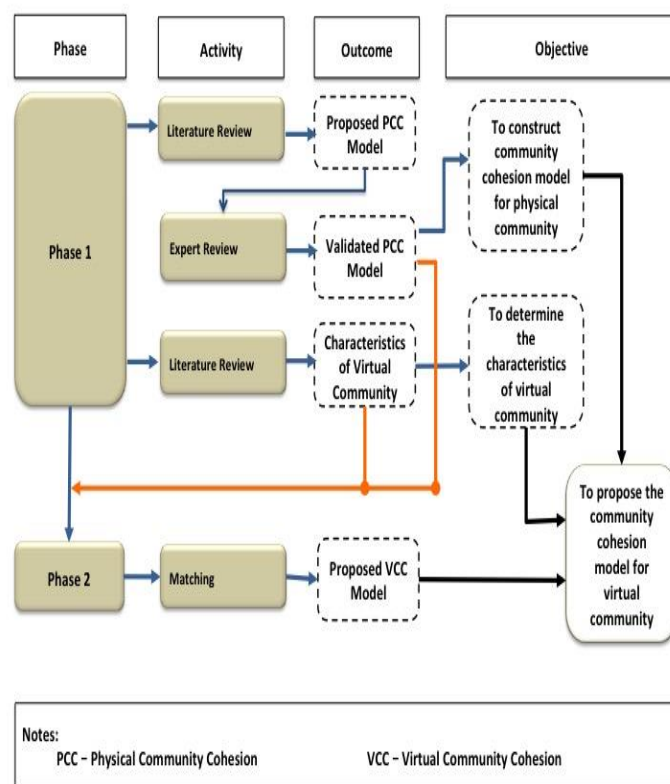 Phase
Activity
Outcome
Objective
Phase 1
Literature Review
Proposed PCC
Model
To construct
community
cohesion model
for physical
community
Expert Review
Validated PCC
Model
Literature Review
Characteristics
of Virtual
Community
To determine
the
characteristics
of virtual
community
Phase 2
Matching
Proposed VCC
Model
To propose the
community
cohesion
model for
virtual
community
Notes:
PCC – Physical Community Cohesion VCC – Virtual Community Cohesion